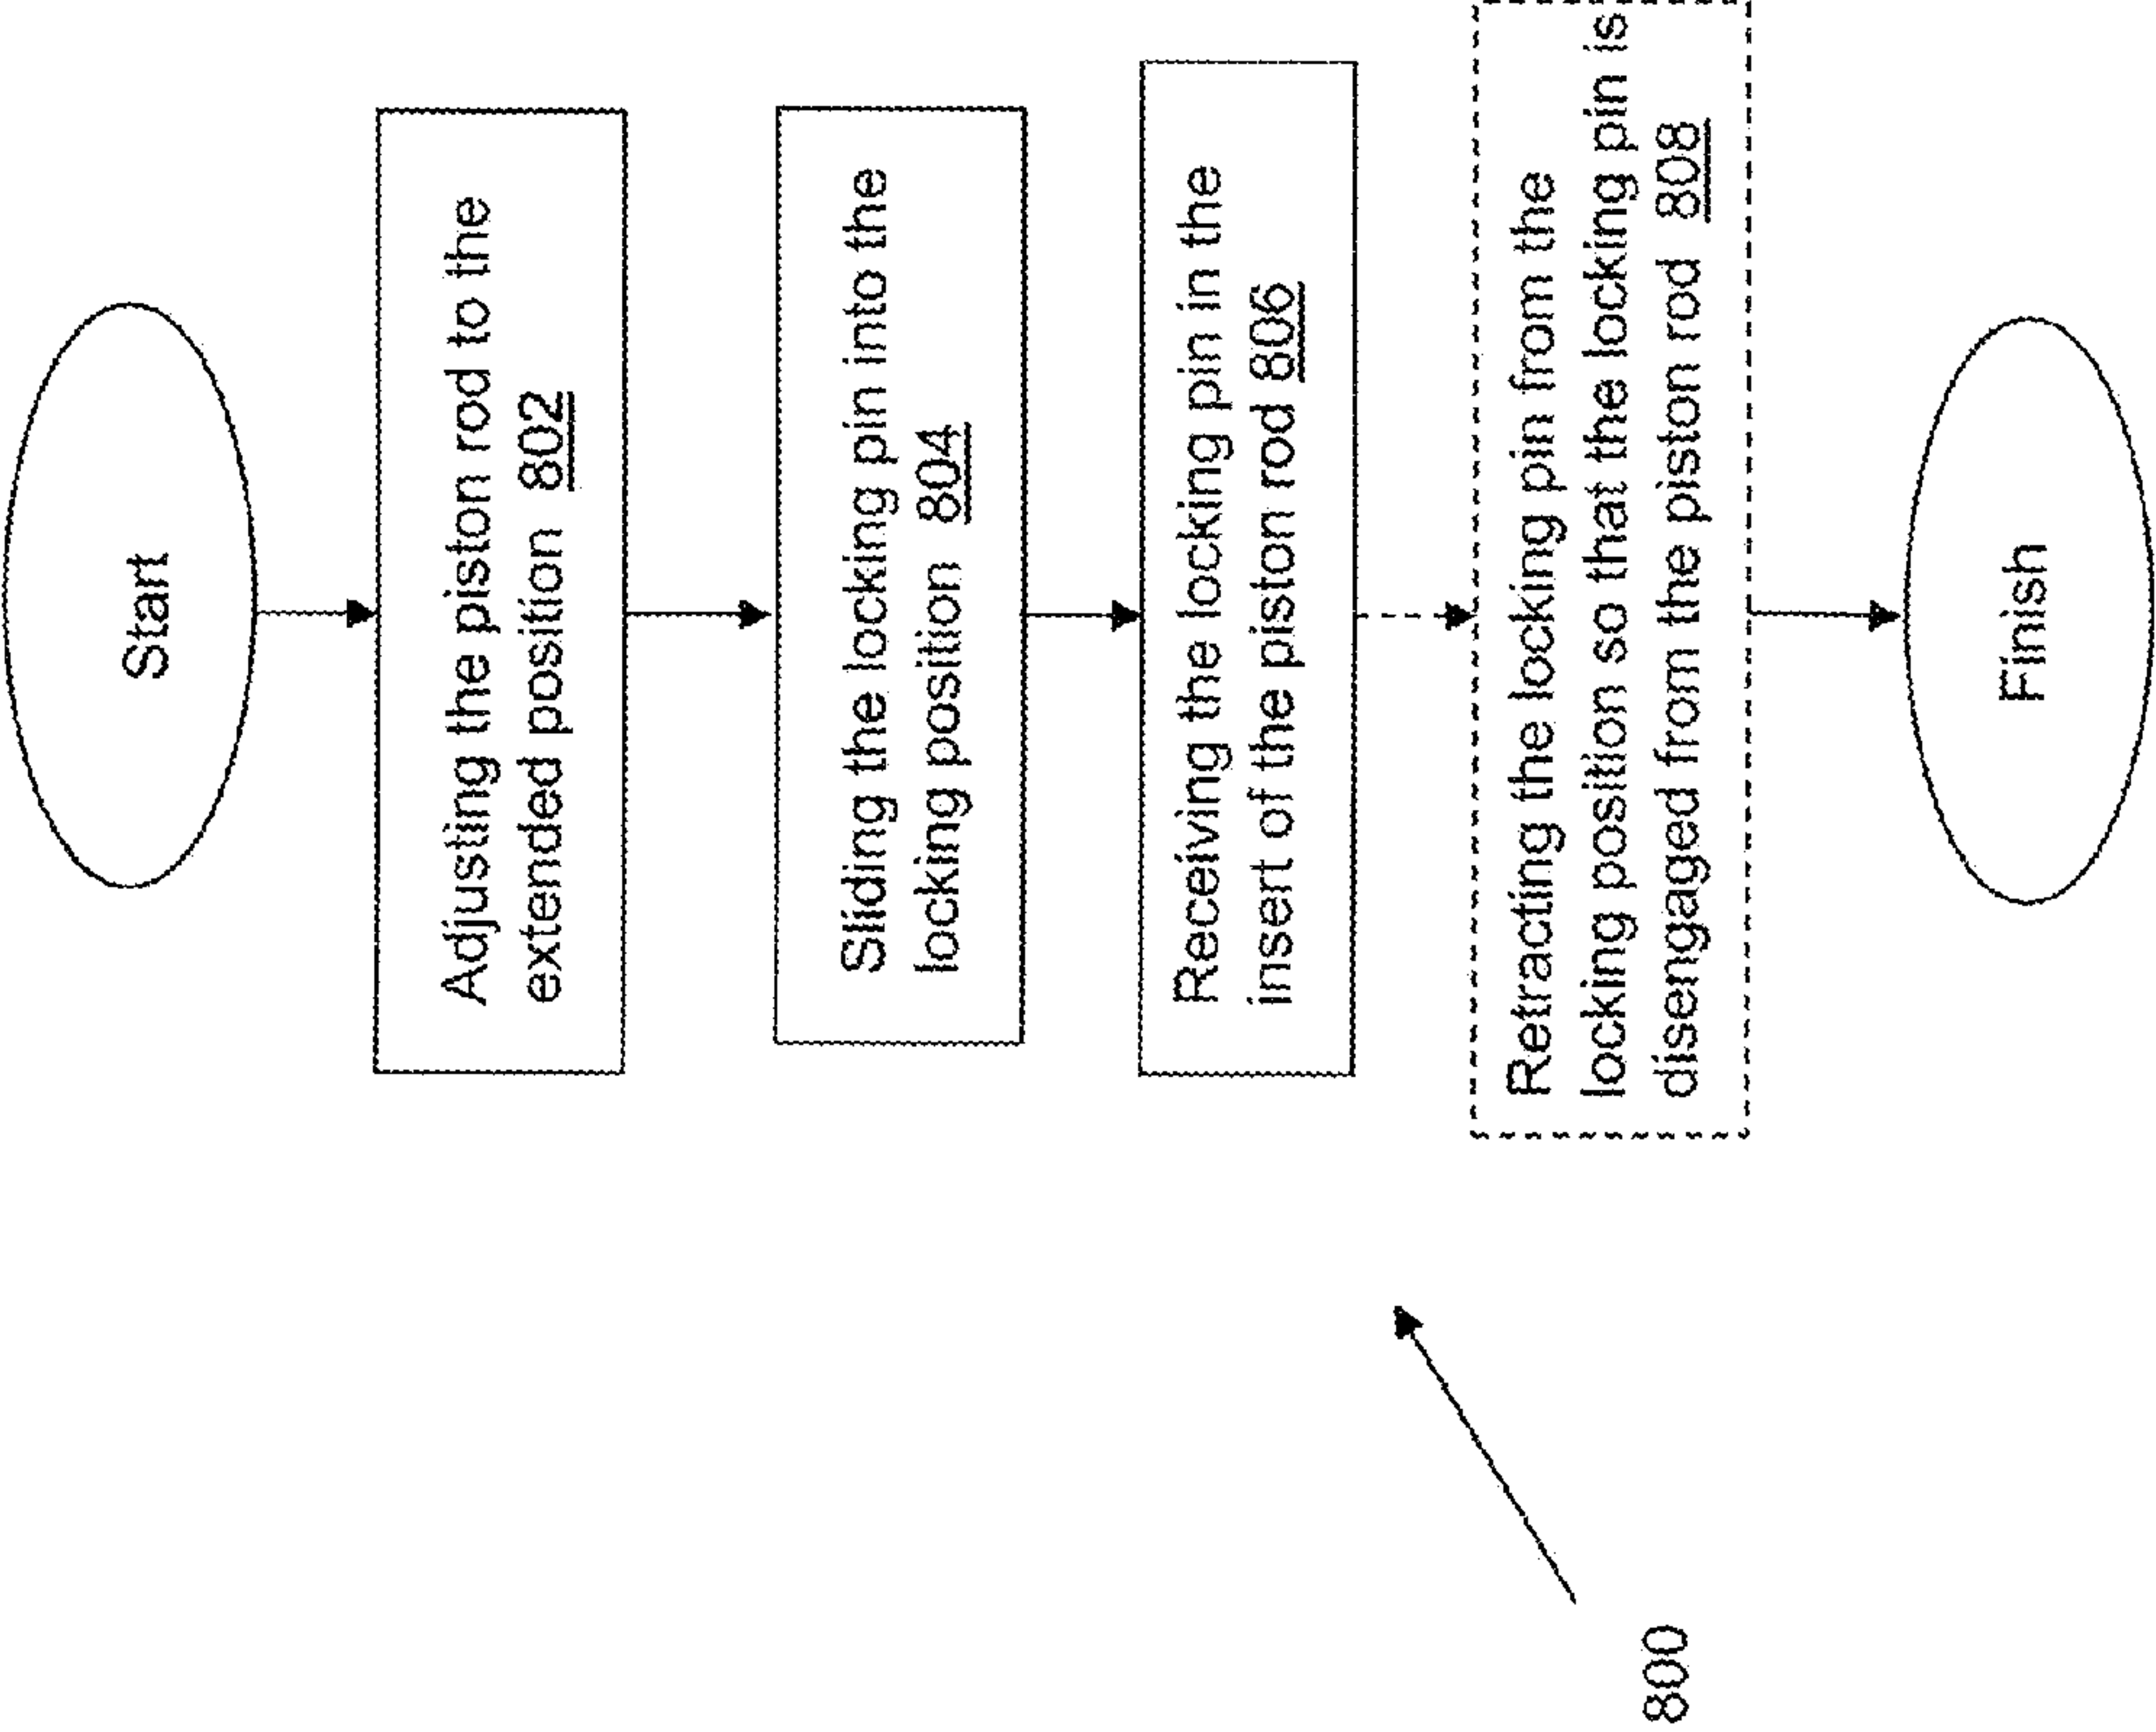 Start
Adjusting the piston rod to the
extended position 802
Sliding the locking pin into the
locking position 804
Receiving the locking pin in the
insert of the piston rod 806
Retracting the locking pin from the
locking position so that the locking pin is
disengaged from the piston rod 808
Finish
800